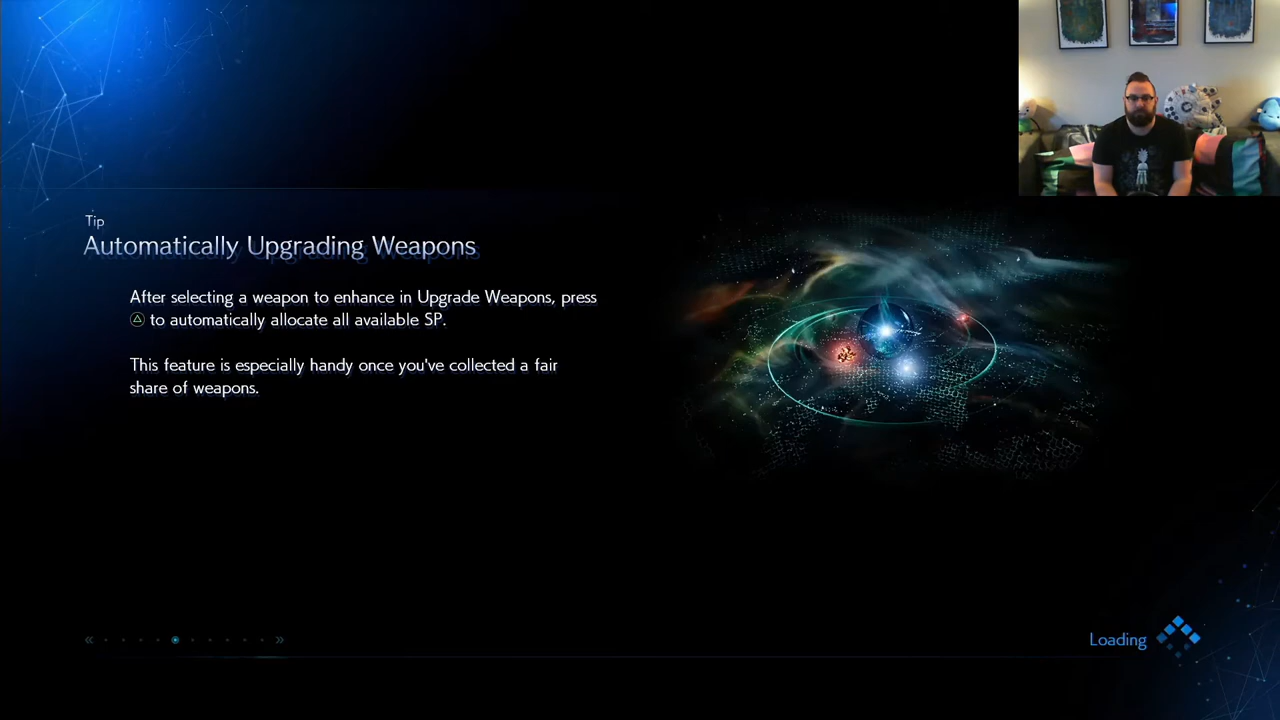 Tip
Automatically Upgrading Weapons
After selecting a weapon to enhance in Upgrade Weapons, press
△ to automatically allocate all available SP.
This feature is especially handy once you've collected a fair
share of weapons.
Loading